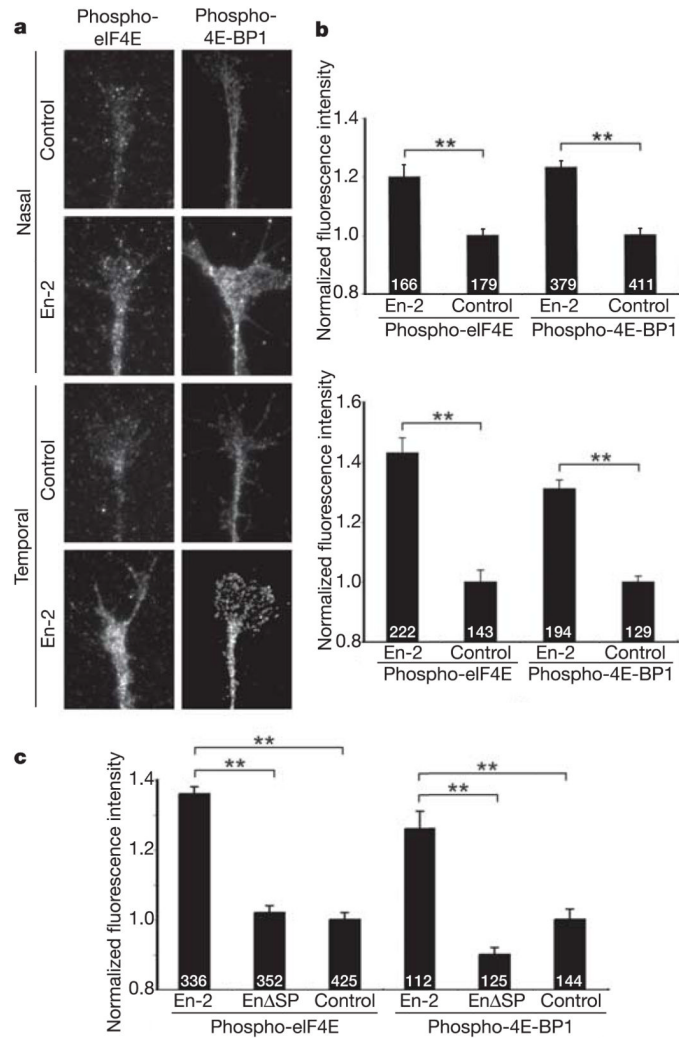 a
Phospho-
eIF4E
Phospho-
4E-BP1
Nasal
Control
En-2
Temporal
Control
En-2
b
Normalized fluorescence intensity
1.4
1.2
1.0
0.8
**
**
166
179
379
411
En-2 Control En-2 Control
Phospho-eIF4E Phospho-4E-BP1
Normalized fluorescence intensity
1.6
1.4
1.2
1.0
0.8
**
**
222
143
194
129
En-2 Control En-2 Control
Phospho-eIF4E Phospho-4E-BP1
c
Normalized fluorescence intensity
1.4
1.2
1.0
0.8
**
**
**
**
336
352
425
112
125
144
En-2 EnΔSP Control En-2 EnΔSP Control
Phospho-eIF4E Phospho-4E-BP1